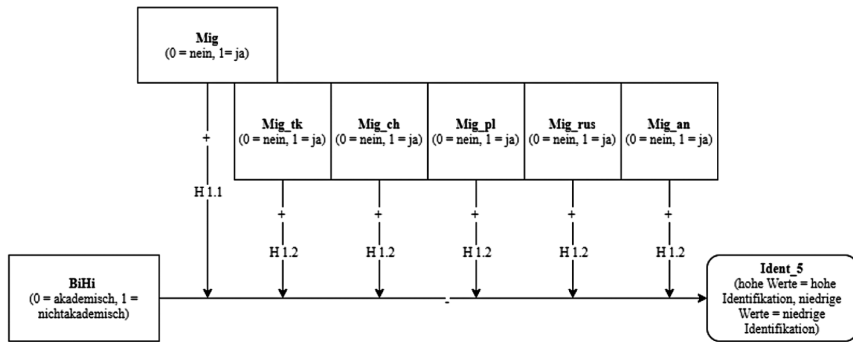 Mig
(0 = nein, 1= ja)
Mig_tk
(0 = nein, 1 = ja)
Mig_ch
(0 = nein, 1 = ja)
Mig_pl
(0 = nein, 1 = ja)
Mig_rus
(0 = nein, 1 = ja)
Mig_an
(0 = nein, 1 = ja)
+
H 1.1
+
H 1.2
+
H 1.2
+
H 1.2
+
H 1.2
+
H 1.2
BiHi
(0 = akademisch, 1 =
nichtakademisch)
-
Ident_5
(hohe Werte = hohe
Identifikation, niedrige
Werte = niedrige
Identifikation)